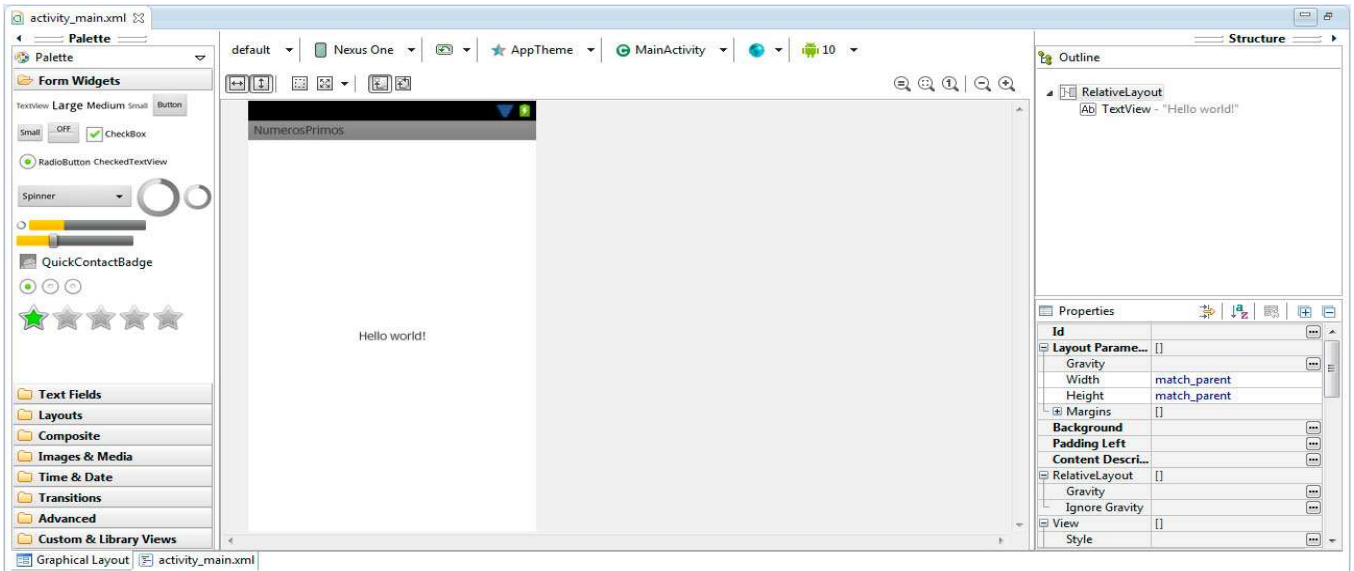 activity_main.xml
Palette
Palette
Form Widgets
TextView Large Medium Small Button
Small OFF CheckBox
RadioButton CheckedTextView
Spinner
QuickContactBadge
Text Fields
Layouts
Composite
Images & Media
Time & Date
Transitions
Advanced
Custom & Library Views
Graphical Layout activity_main.xml
default Nexus One AppTheme MainActivity 10
NumerosPrimos
Hello world!
Structure
Outline
RelativeLayout
Ab TextView - "Hello world!"
Properties
Id
Layout Parame... []
Gravity
Width match_parent
Height match_parent
Margins []
Background
Padding Left
Content Descri...
RelativeLayout []
Gravity
Ignore Gravity
View []
Style